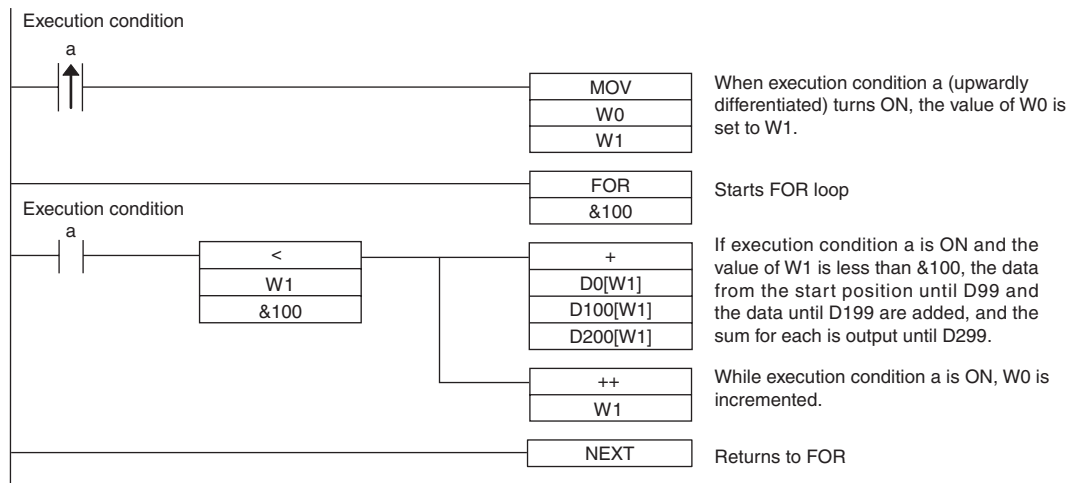 Execution condition
a
MOV
W0
W1
When execution condition a (upwardly
differentiated) turns ON, the value of W0 is
set to W1.
FOR
&100
Starts FOR loop
Execution condition
a
<
W1
&100
+
D0[W1]
D100[W1]
D200[W1]
If execution condition a is ON and the
value of W1 is less than &100, the data
from the start position until D99 and
the data until D199 are added, and the
sum for each is output until D299.
++
W1
While execution condition a is ON, W0 is
incremented.
NEXT
Returns to FOR